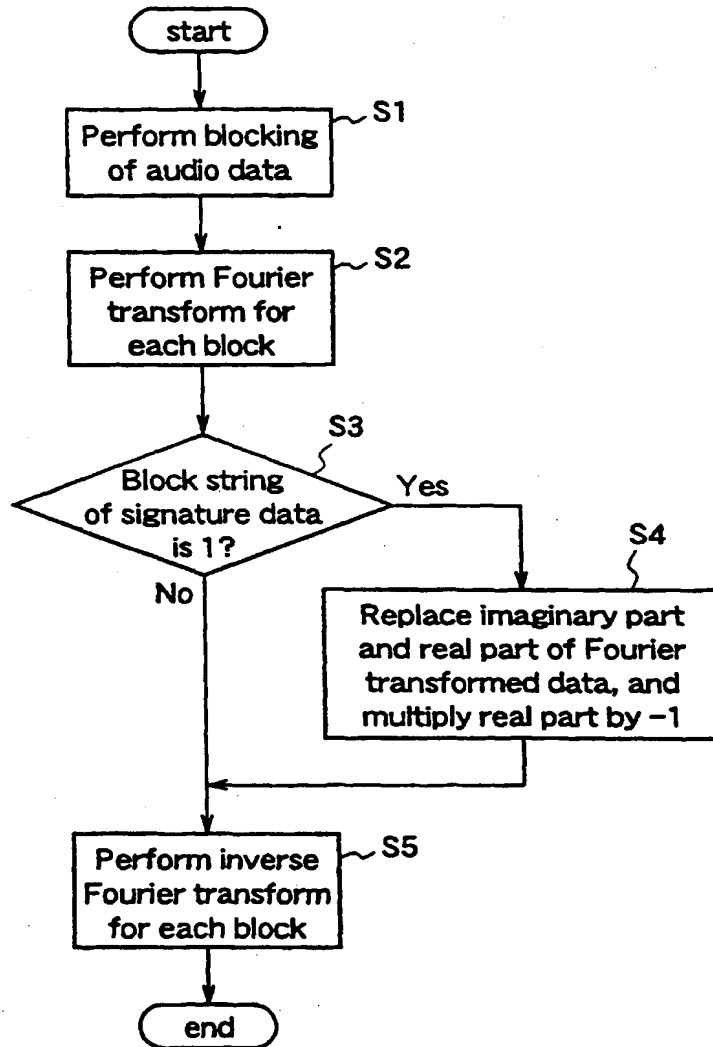 start
S1
Perform blocking
of audio data
S2
Perform Fourier
transform for
each block
S3
Block string
of signature data
is 1?
Yes
No
S4
Replace imaginary part
and real part of Fourier
transformed data, and
multiply real part by -1
S5
Perform inverse
Fourier transform
for each block
end